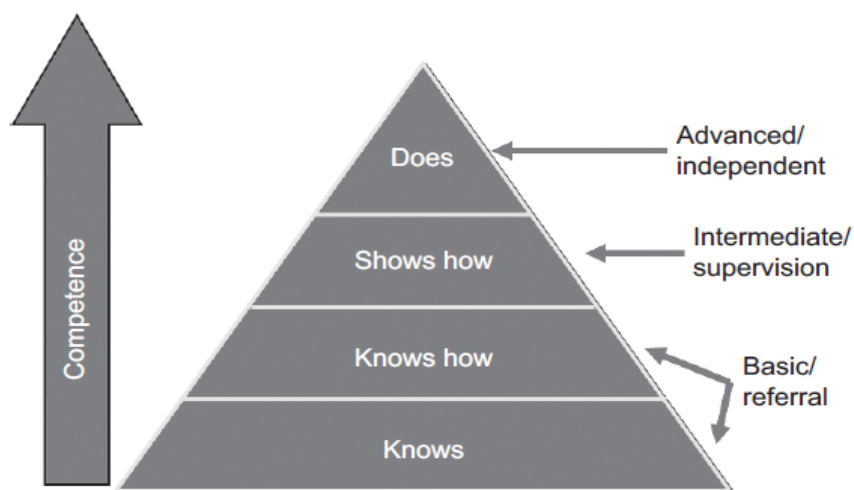 Does
Advanced/
independent
Shows how
Intermediate/
supervision
Knows how
Basic/
referral
Knows
Competence